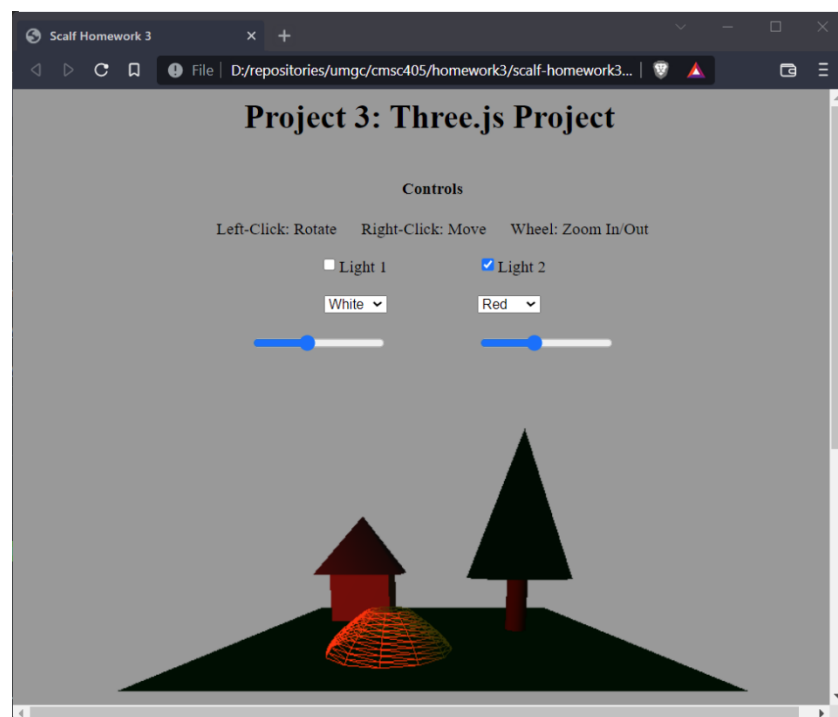 Scalf Homework 3
File D:/repositories/umgc/cmsc405/homework3/scalf-homework3...
Project 3: Three.js Project
Controls
Left-Click: Rotate Right-Click: Move Wheel: Zoom In/Out
Light 1 Light 2
White Red